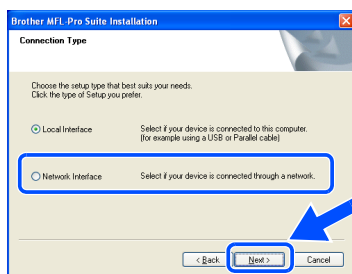 Brother MFL-Pro Suite Installation
Connection Type
Choose the setup type that best suits your needs.
Click the type of Setup you prefer.
Local Interface
Select if your device is connected to this computer.
(for example using a USB or Parallel cable)
Network Interface
Select if your device is connected through a network.
< Back
Next >
Cancel